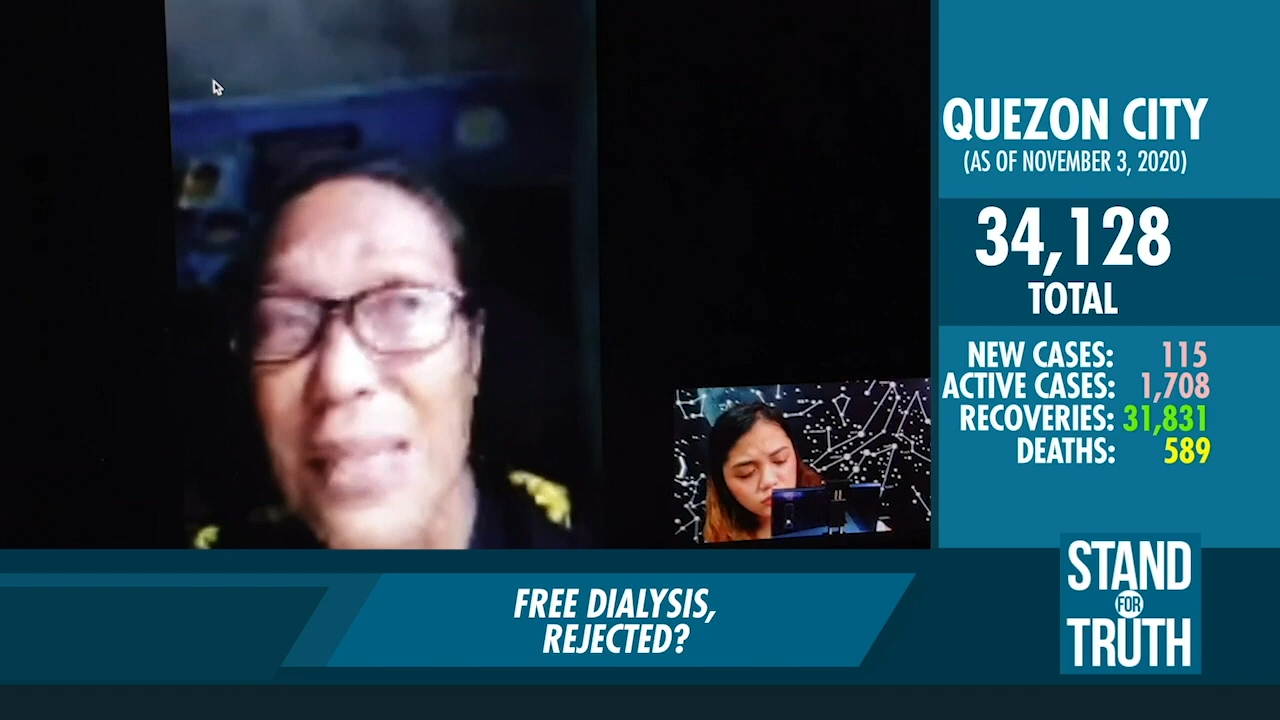 QUEZON CITY
(AS OF NOVEMBER 3, 2020)
34,128
TOTAL
NEW CASES: 115
ACTIVE CASES: 1,708
RECOVERIES: 31,831
DEATHS: 589
FREE DIALYSIS,
REJECTED?
STAND
FOR
TRUTH